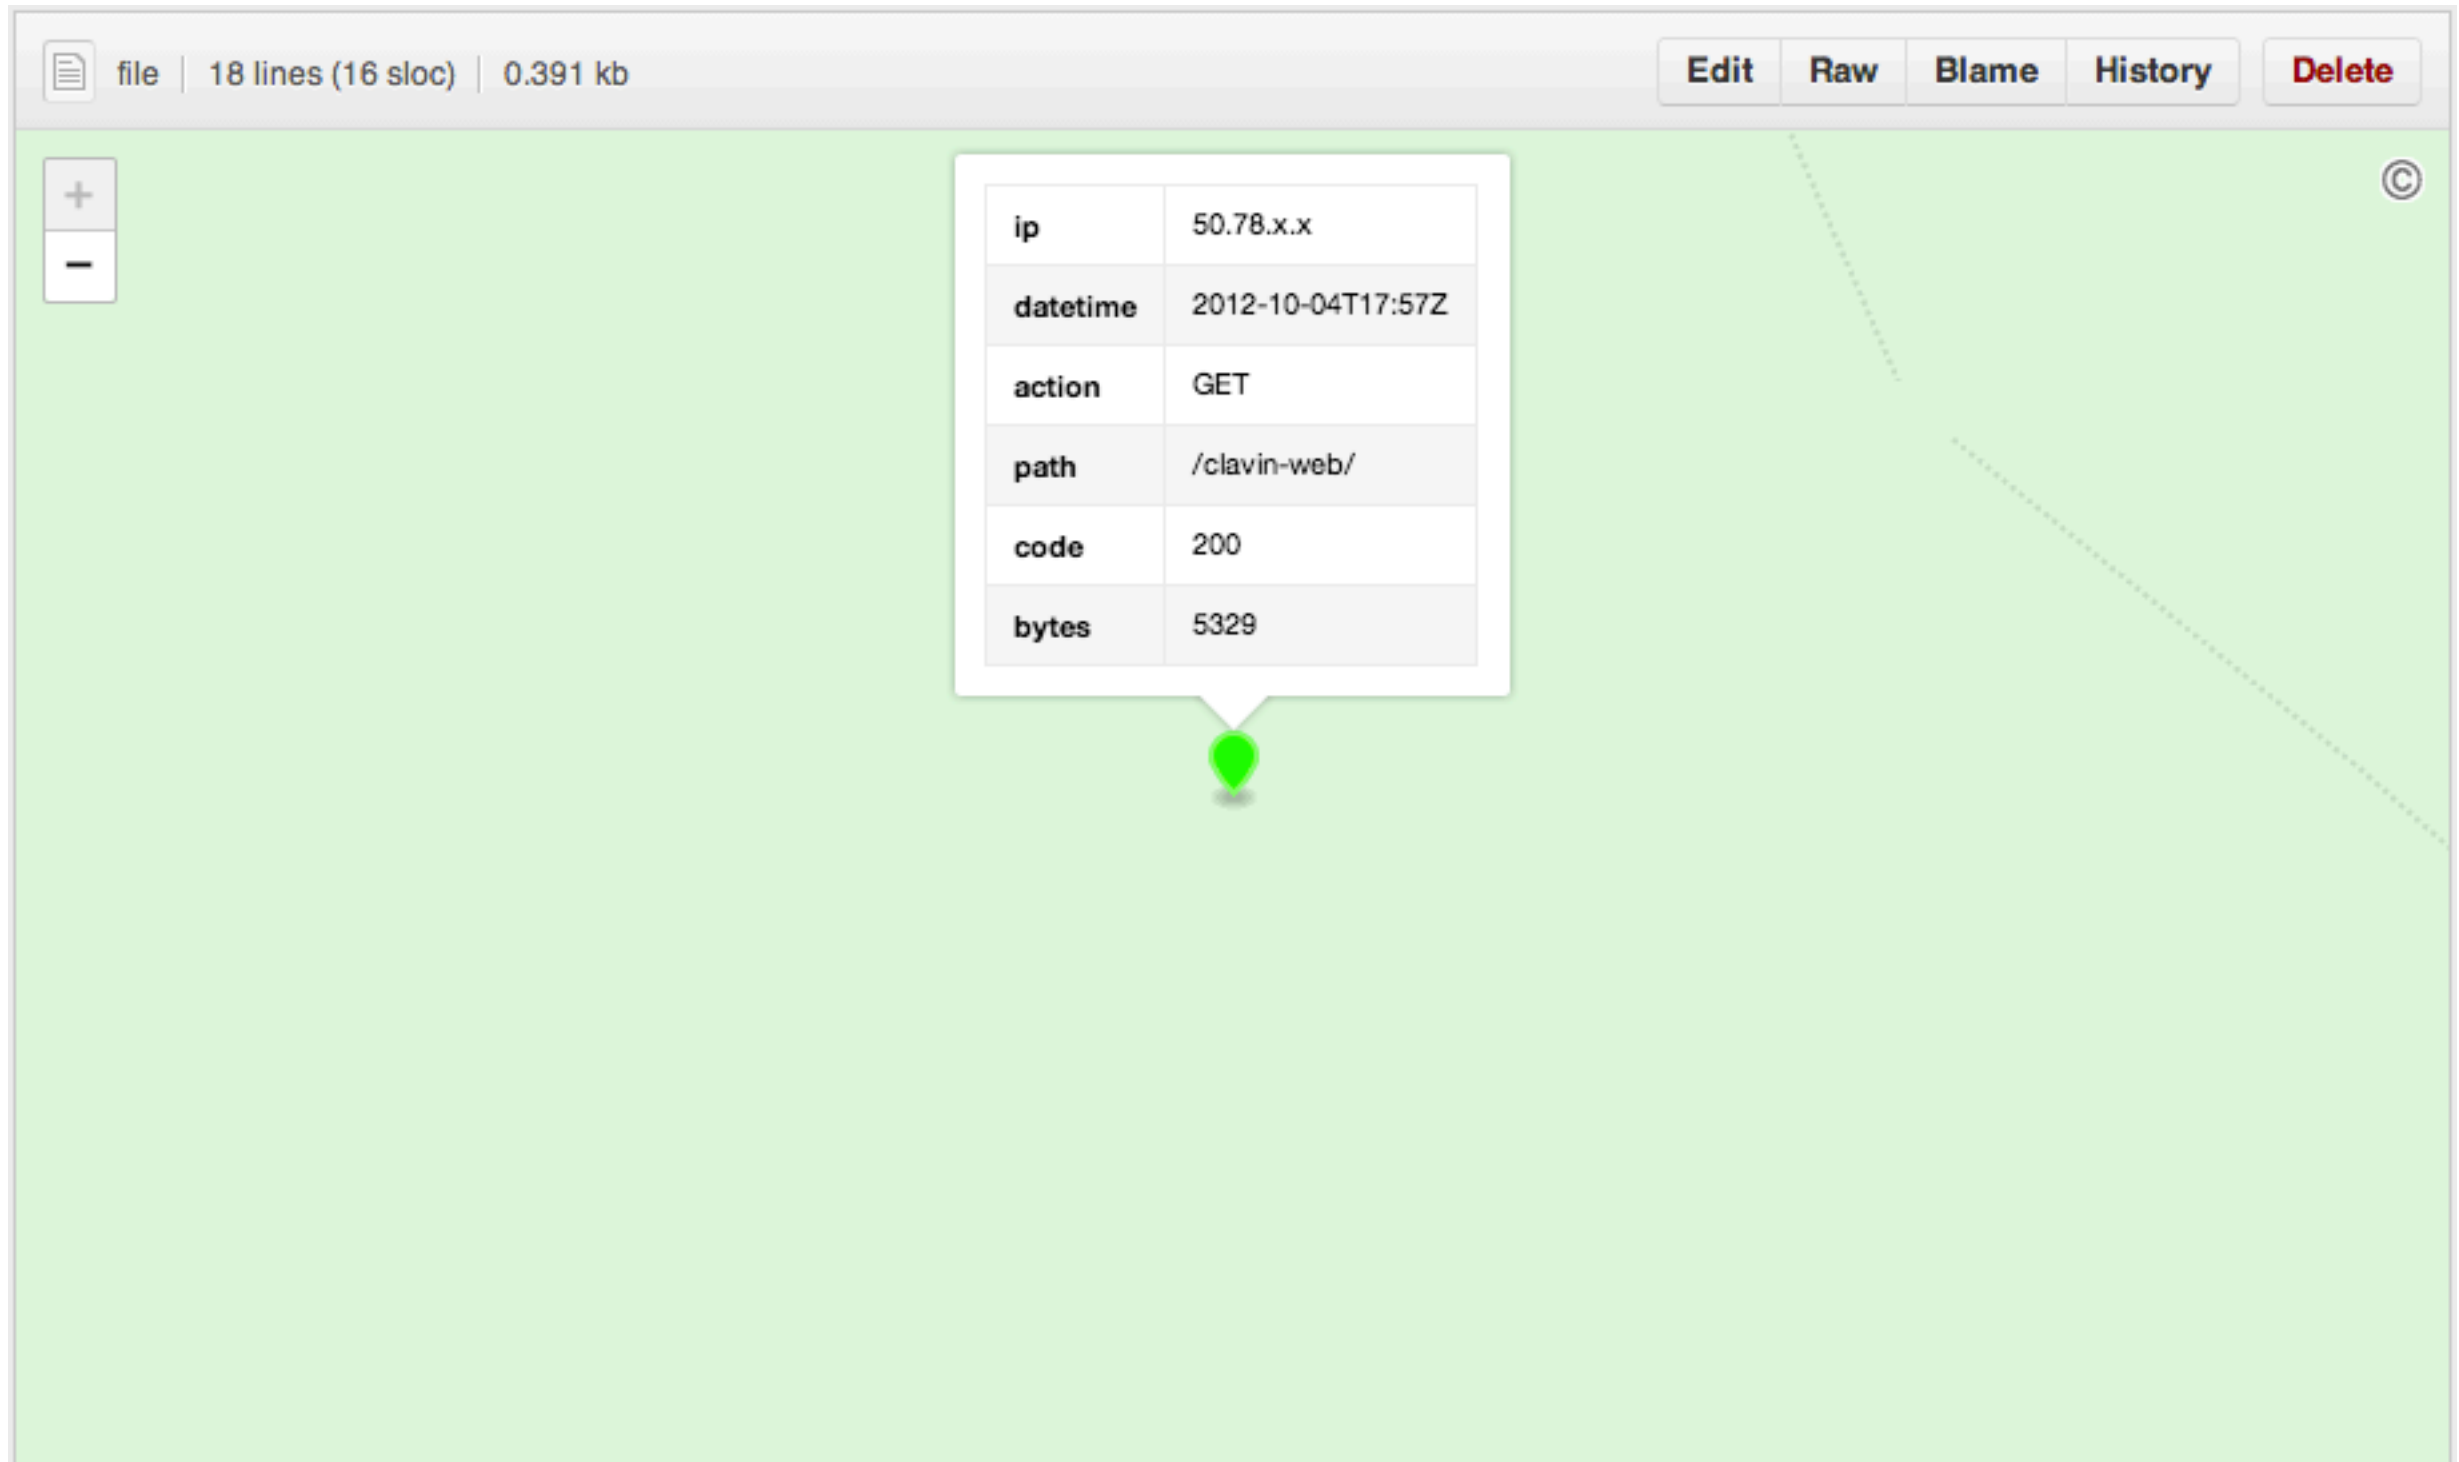 file | 18 lines (16 sloc) | 0.391 kb
Edit Raw Blame History Delete
+
−
©
ip 50.78.x.x
datetime 2012-10-04T17:57Z
action GET
path /clavin-web/
code 200
bytes 5329